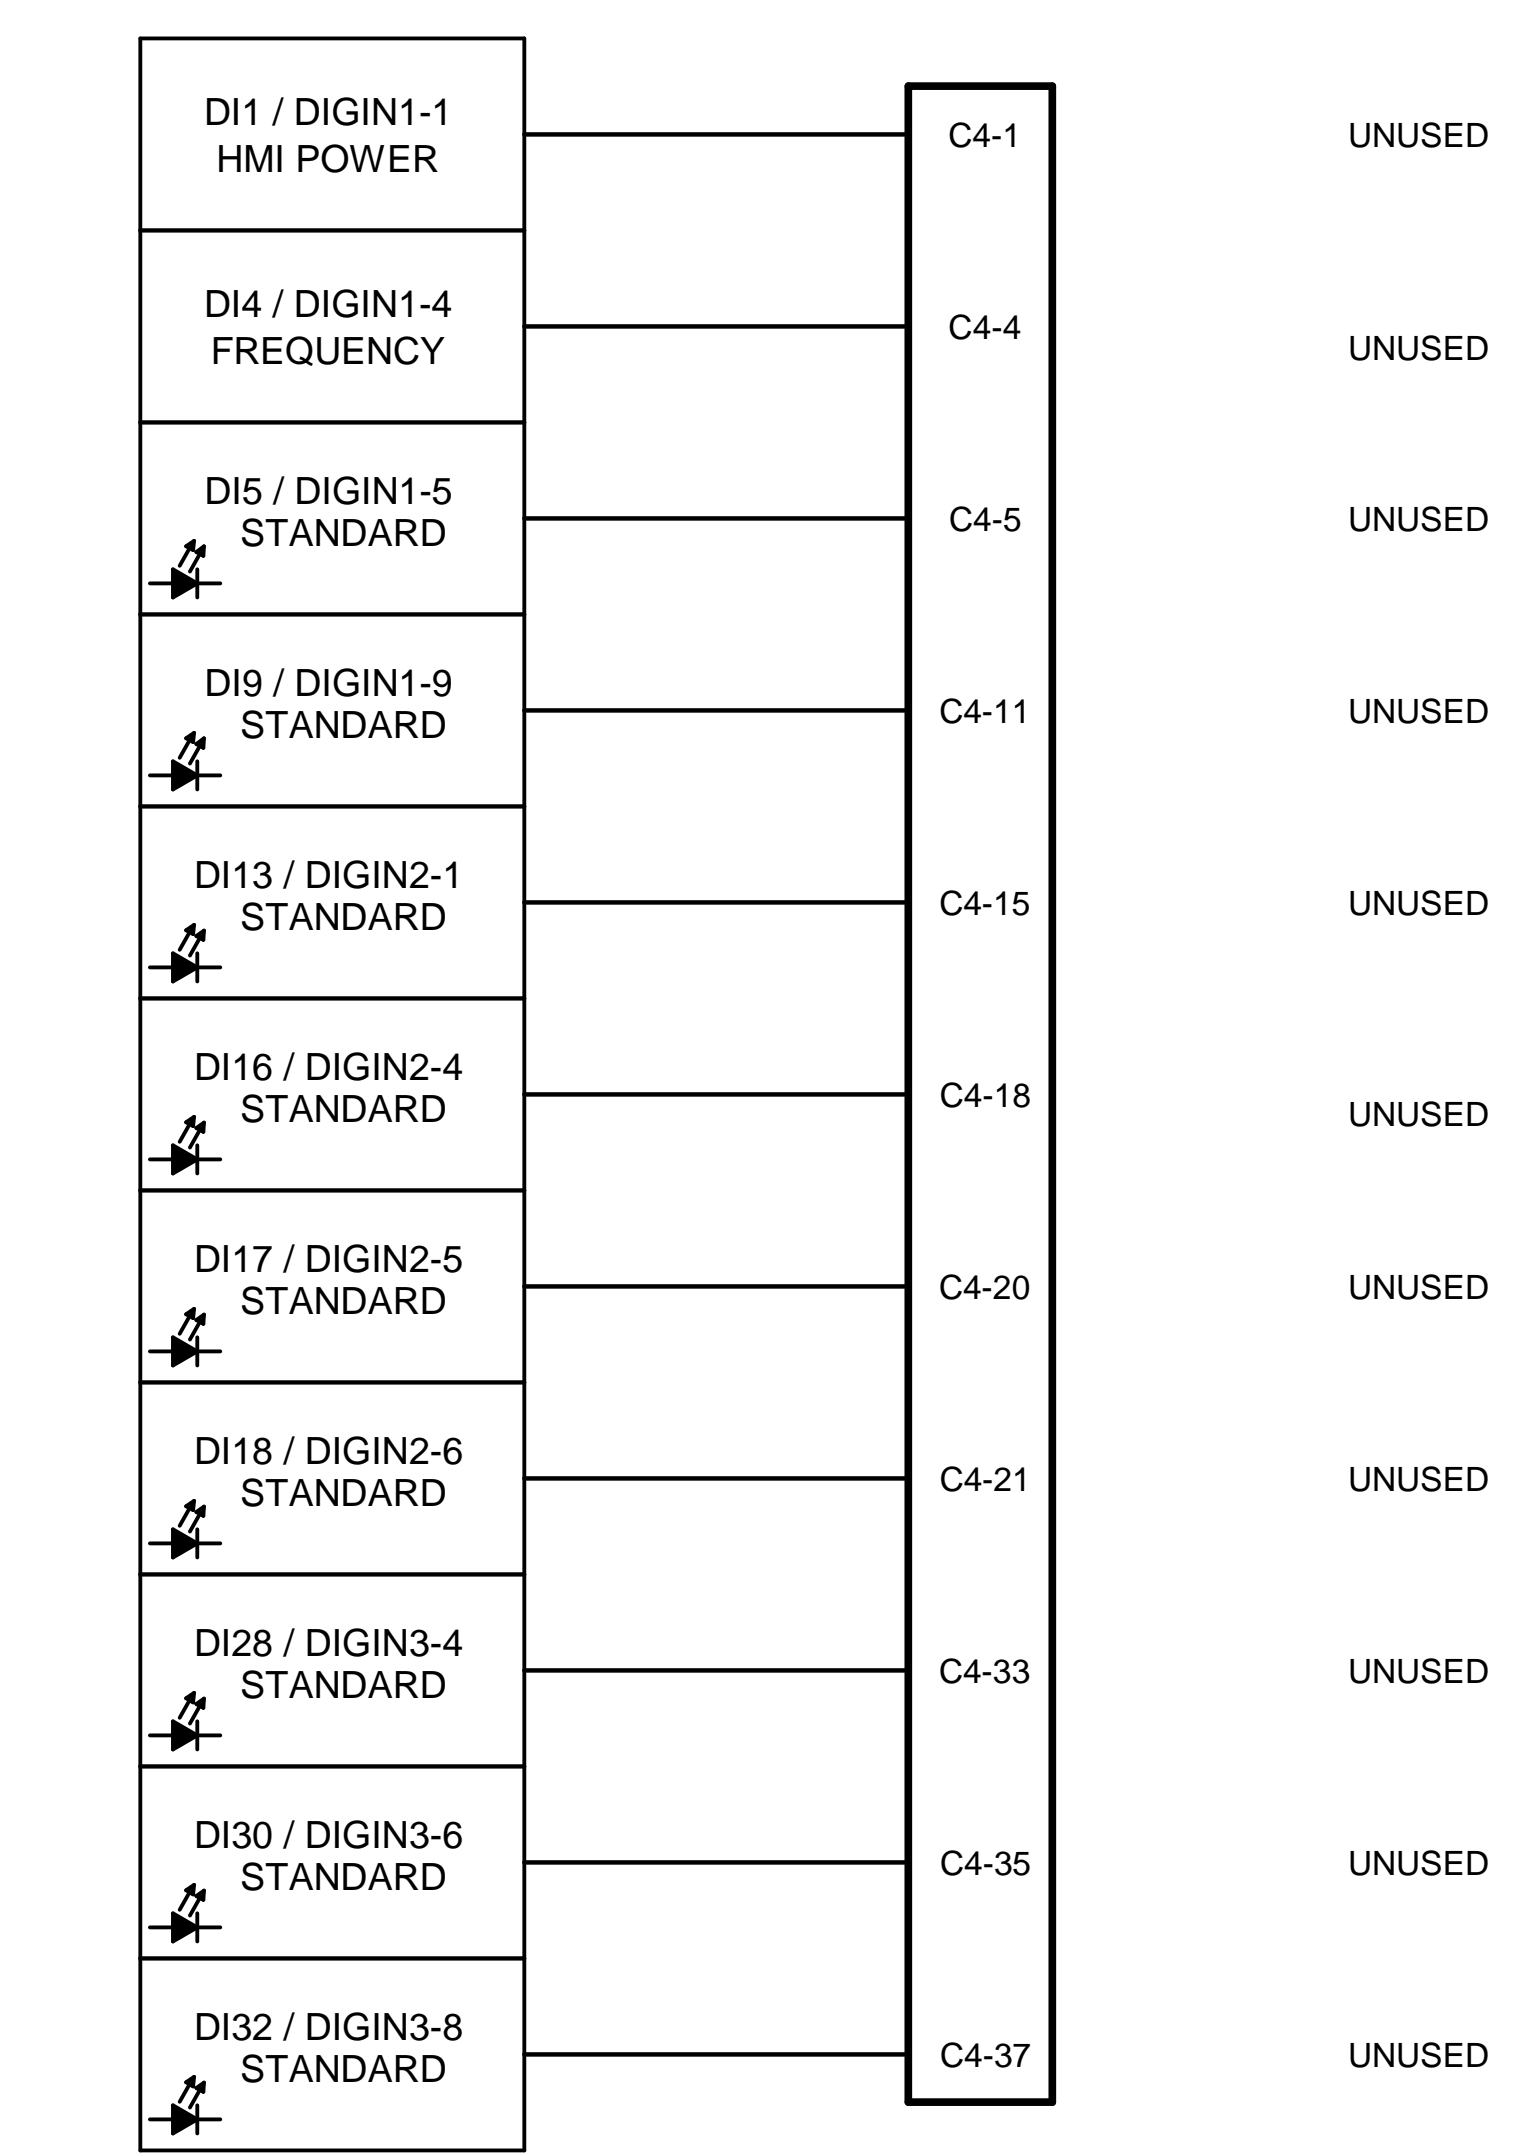 DI1 / DIGIN1-1
HMI POWER
C4-1
UNUSED
DI4 / DIGIN1-4
FREQUENCY
C4-4
UNUSED
DI5 / DIGIN1-5
STANDARD
C4-5
UNUSED
DI9 / DIGIN1-9
STANDARD
C4-11
UNUSED
DI13 / DIGIN2-1
STANDARD
C4-15
UNUSED
DI16 / DIGIN2-4
STANDARD
C4-18
UNUSED
DI17 / DIGIN2-5
STANDARD
C4-20
UNUSED
DI18 / DIGIN2-6
STANDARD
C4-21
UNUSED
DI28 / DIGIN3-4
STANDARD
C4-33
UNUSED
DI30 / DIGIN3-6
STANDARD
C4-35
UNUSED
DI32 / DIGIN3-8
STANDARD
C4-37
UNUSED